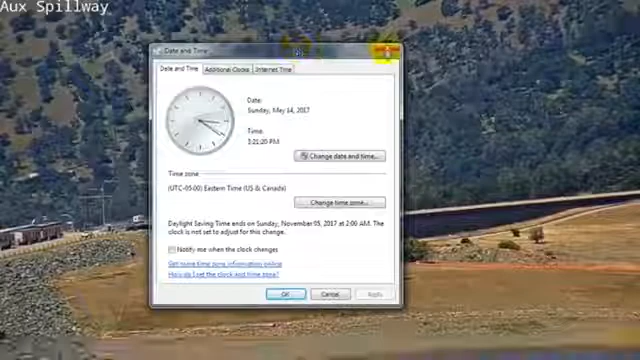 Aux Spillway
Date and Time
Date and Time
Additional Clocks
Internet Time
Date:
Sunday, May 14, 2017
Time:
3:21:20 PM
Change date and time...
Time zone
(UTC-05:00) Eastern Time (US & Canada)
Change time zone...
Daylight Saving Time ends on Sunday, November 05, 2017 at 2:00 AM. The
clock is not set to adjust for this change.
Notify me when the clock changes
Get more time zone information online
How do I set the clock and time zone?
OK
Cancel
Apply